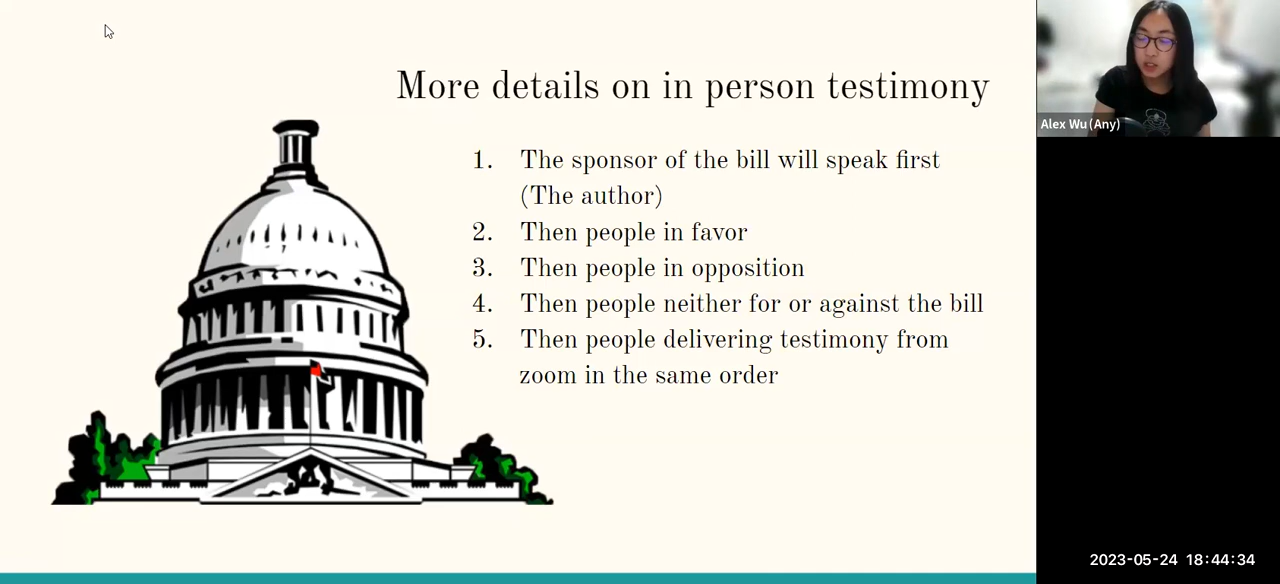 More details on in person testimony
1. The sponsor of the bill will speak first
(The author)
2. Then people in favor
3. Then people in opposition
4. Then people neither for or against the bill
5. Then people delivering testimony from
zoom in the same order
Alex Wu (Any)
2023-05-24 18:44:34